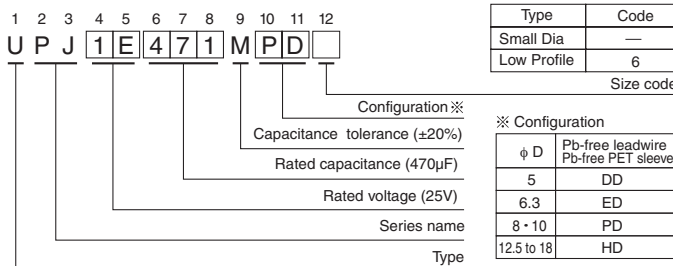 1 2 3 4 5 6 7 8 9 10 11 12
U P J 1 E 4 7 1 M P D
Type Code
Small Dia —
Low Profile 6
Size code
Configuration※
Capacitance tolerance (±20%)
Rated capacitance (470µF)
Rated voltage (25V)
Series name
Type
※ Configuration
ϕ D Pb-free leadwire
Pb-free PET sleeve
5 DD
6.3 ED
8・10 PD
12.5 to 18 HD